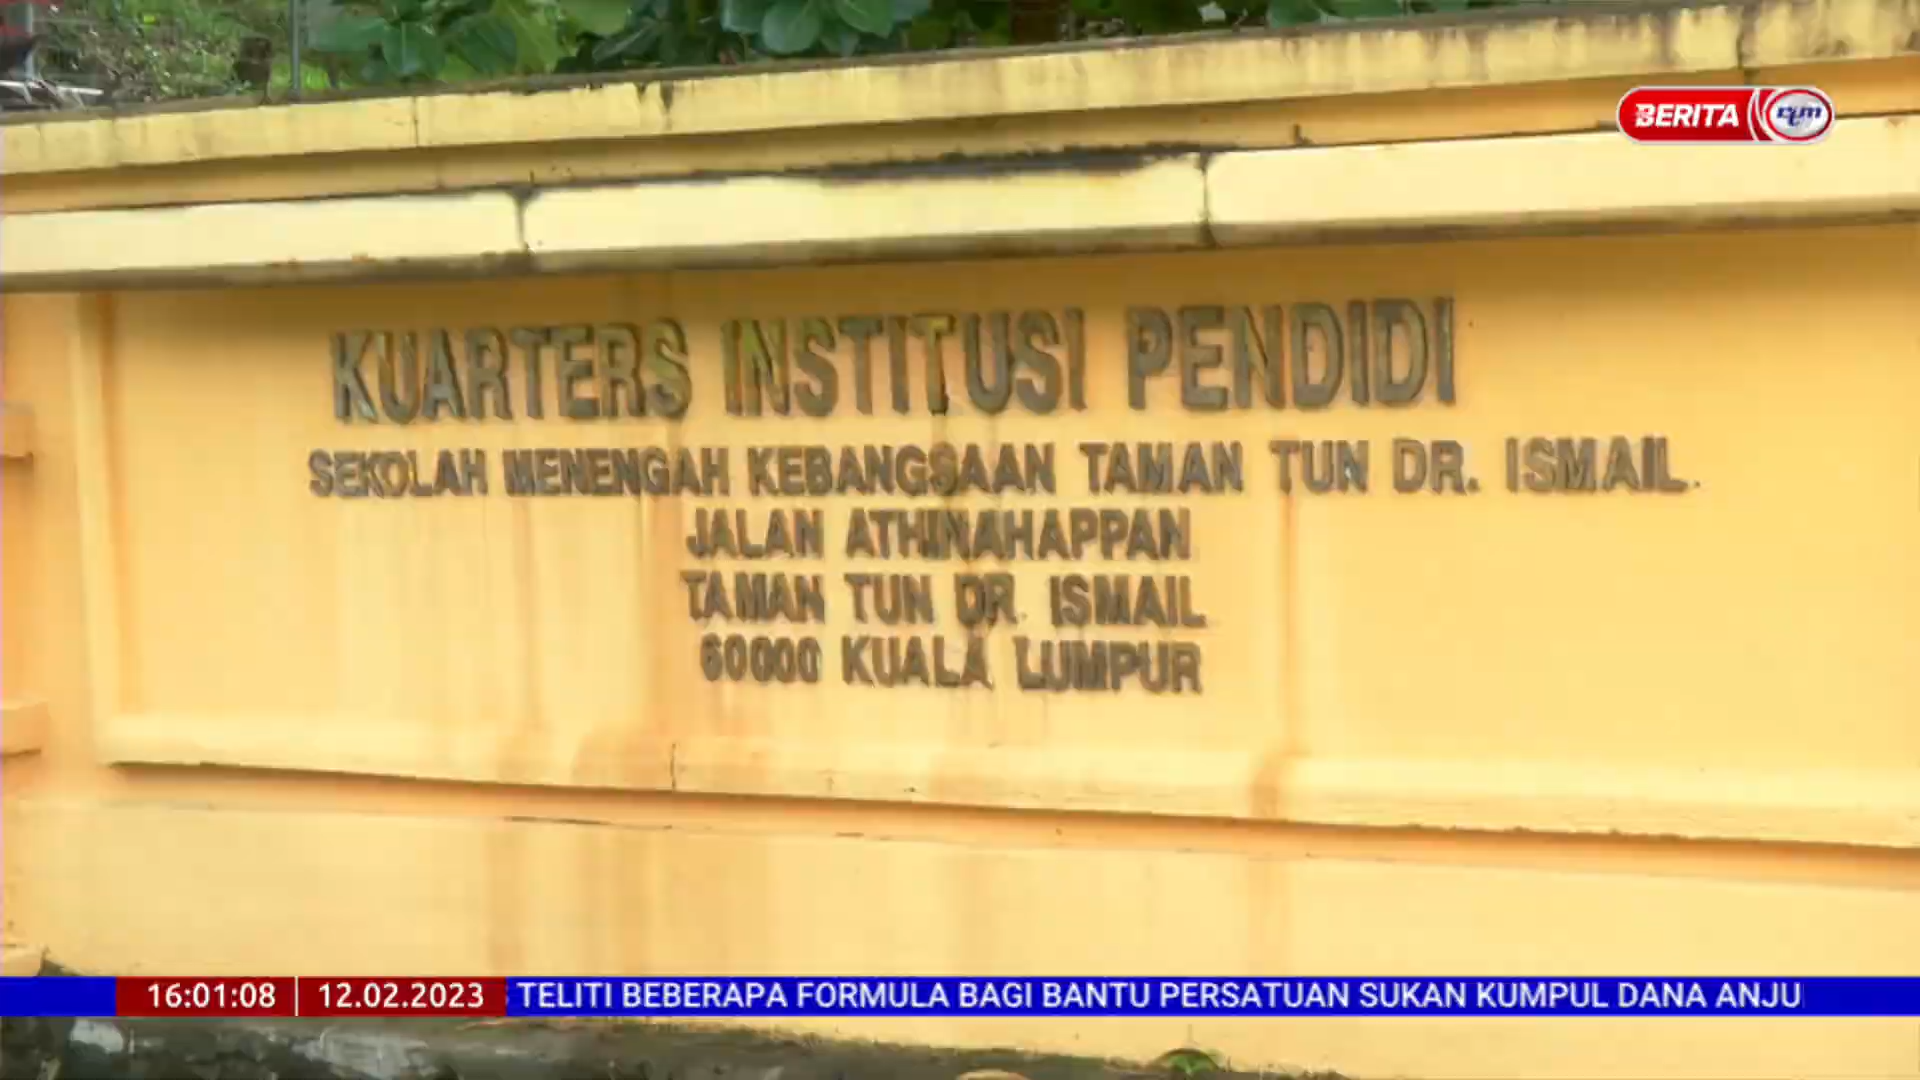 BERITA rtm
KUARTERS INSTITUSI PENDIDI
SEKOLAH MENENGAH KEBANGSAAN TAMAN TUN DR. ISMAIL.
JALAN ATHINAHAPPAN
TAMAN TUN DR. ISMAIL
60000 KUALA LUMPUR
16:01:08 12.02.2023 TELITI BEBERAPA FORMULA BAGI BANTU PERSATUAN SUKAN KUMPUL DANA ANJU